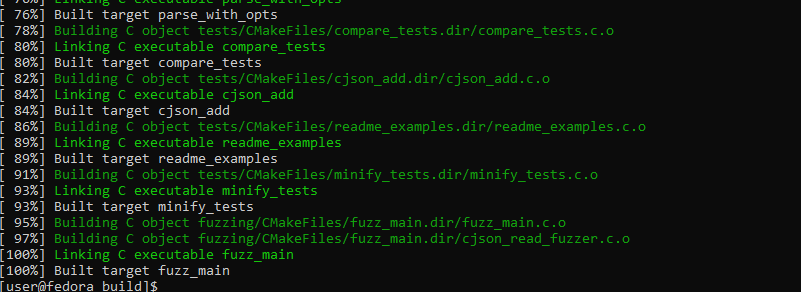 [ 76%] Linking C executable parse_with_opts
[ 76%] Built target parse_with_opts
[ 78%] Building C object tests/CMakeFiles/compare_tests.dir/compare_tests.c.o
[ 80%] Linking C executable compare_tests
[ 80%] Built target compare_tests
[ 82%] Building C object tests/CMakeFiles/cjson_add.dir/cjson_add.c.o
[ 84%] Linking C executable cjson_add
[ 84%] Built target cjson_add
[ 86%] Building C object tests/CMakeFiles/readme_examples.dir/readme_examples.c.o
[ 89%] Linking C executable readme_examples
[ 89%] Built target readme_examples
[ 91%] Building C object tests/CMakeFiles/minify_tests.dir/minify_tests.c.o
[ 93%] Linking C executable minify_tests
[ 93%] Built target minify_tests
[ 95%] Building C object fuzzing/CMakeFiles/fuzz_main.dir/fuzz_main.c.o
[ 97%] Building C object fuzzing/CMakeFiles/fuzz_main.dir/cjson_read_fuzzer.c.o
[100%] Linking C executable fuzz_main
[100%] Built target fuzz_main
[user@fedora build]$